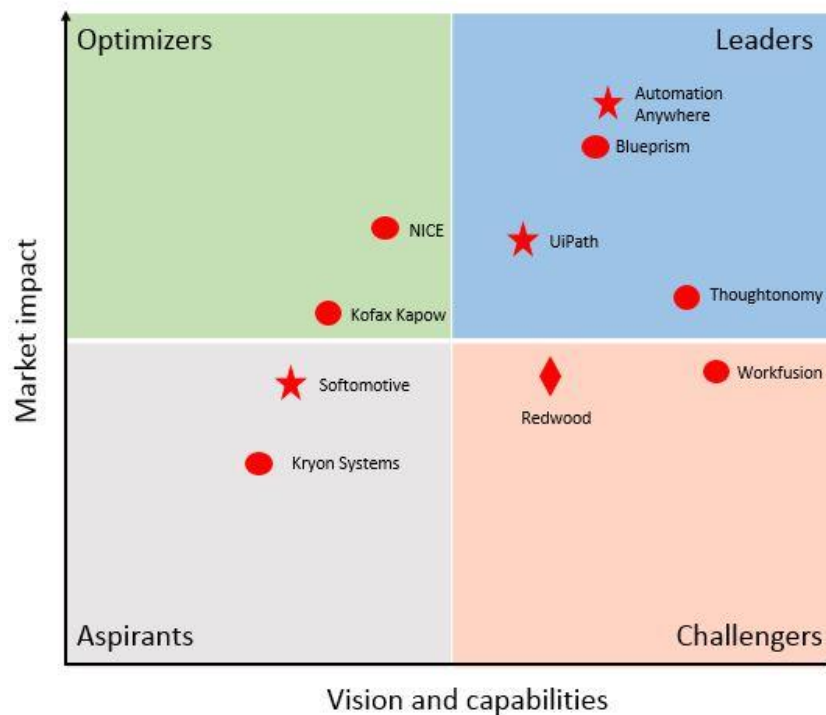 Optimizers
Leaders
Automation
Anywhere
Blueprism
NICE
UiPath
Thoughtonomy
Kofax Kapow
Softomotive
Workfusion
Redwood
Kryon Systems
Aspirants
Challengers
Market impact
Vision and capabilities